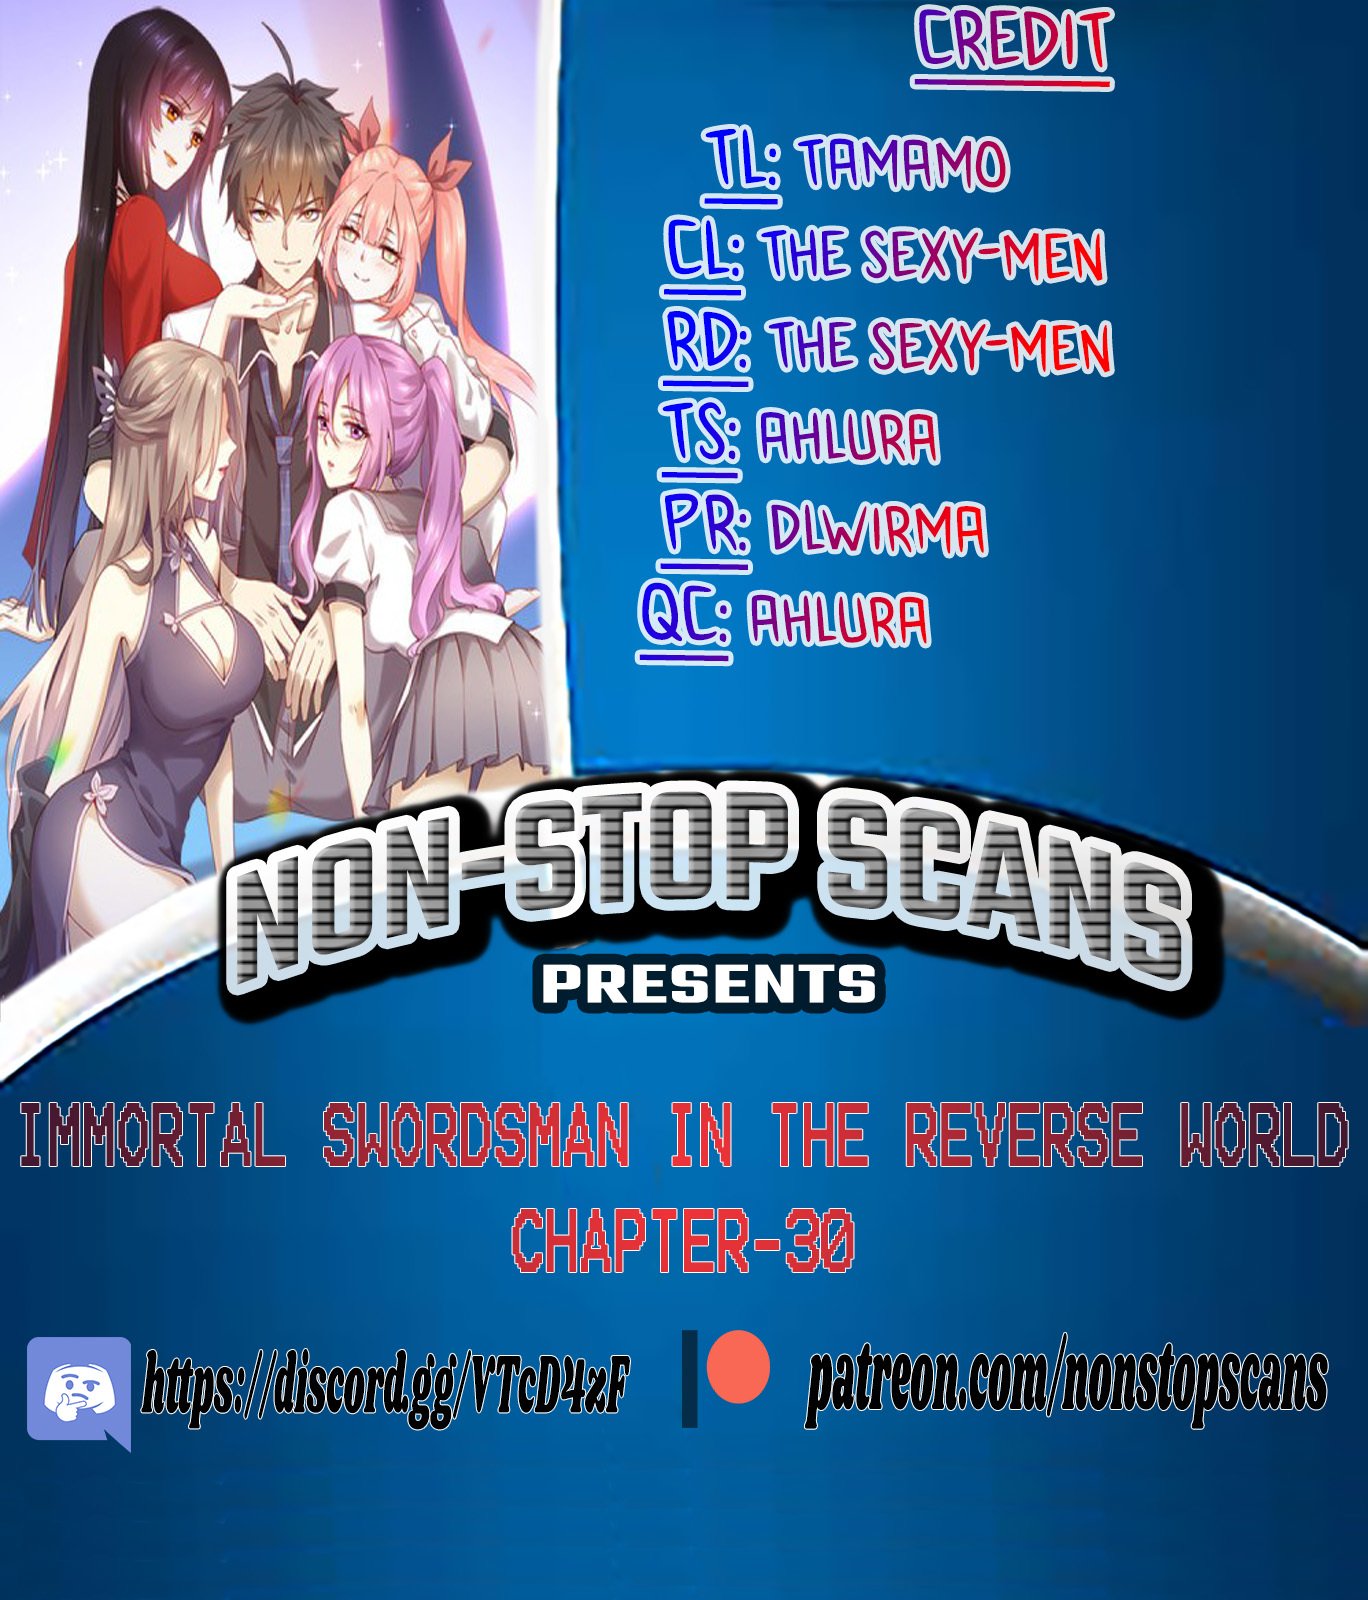 CREDIT
TL: TAMAMO
CL: THE SEXY-MEN
RD: THE SEXY-MEN
TS: AHLURA
PR: DLWIRMA
QC: AHLURA
NON-STOP SCANS
PRESENTS
IMMORTAL SWORDSMAN IN THE REVERSE WORLD
CHAPTER-30
https://discord.gg/VTcD4zF
patreon.com/nonstopscans